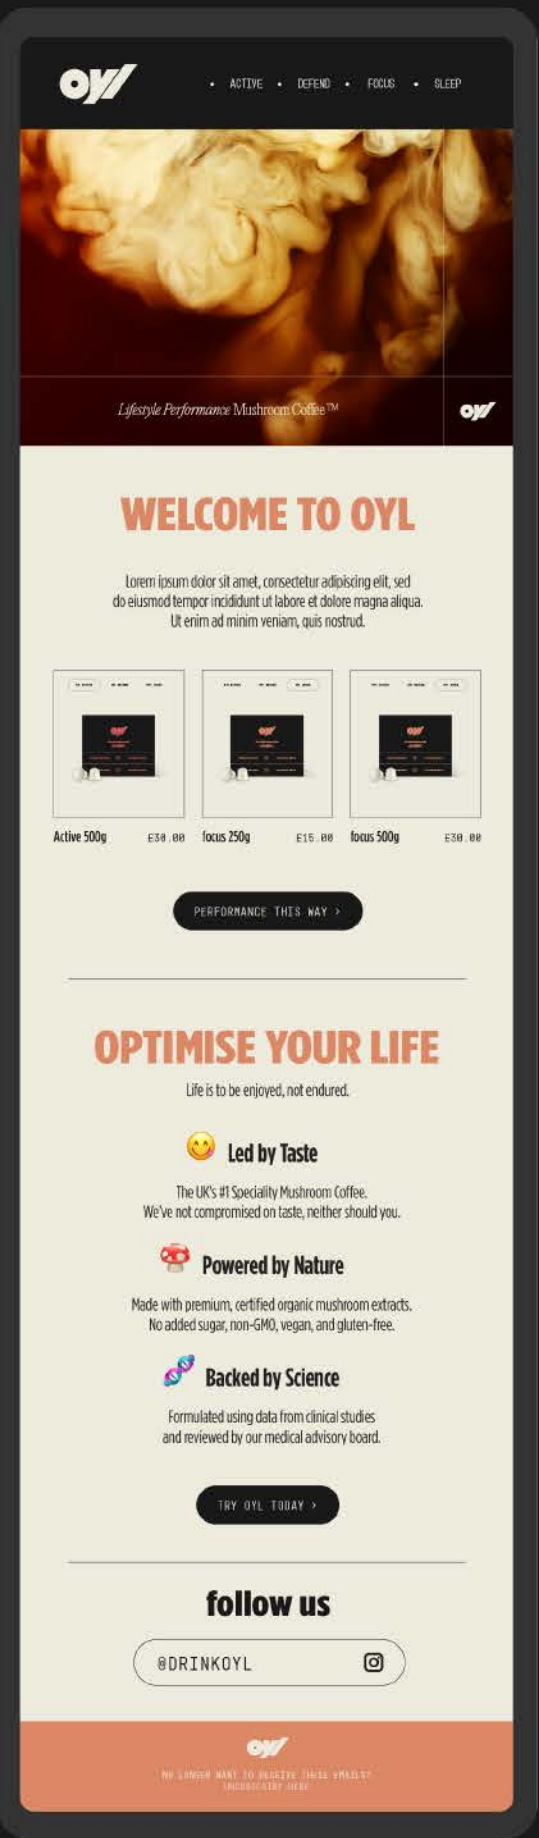 oyl
• ACTIVE • DEFEND • FOCUS • SLEEP
Lifestyle Performance Mushroom Coffee™
oyl
WELCOME TO OYL
Lorem ipsum dolor sit amet, consectetur adipiscing elit, sed
do eiusmod tempor incididunt ut labore et dolore magna aliqua.
Ut enim ad minim veniam, quis nostrud.
oyl
oyl
oyl
Active 500g £30.00
focus 250g £15.00
focus 500g £30.00
PERFORMANCE THIS WAY >
OPTIMISE YOUR LIFE
Life is to be enjoyed, not endured.
Led by Taste
The UK's #1 Speciality Mushroom Coffee.
We've not compromised on taste, neither should you.
Powered by Nature
Made with premium, certified organic mushroom extracts.
No added sugar, non-GMO, vegan, and gluten-free.
Backed by Science
Formulated using data from clinical studies
and reviewed by our medical advisory board.
TRY OYL TODAY >
follow us
@DRINKOYL
oyl
NO LONGER WANT TO RECEIVE THESE EMAILS?
UNSUBSCRIBE HERE